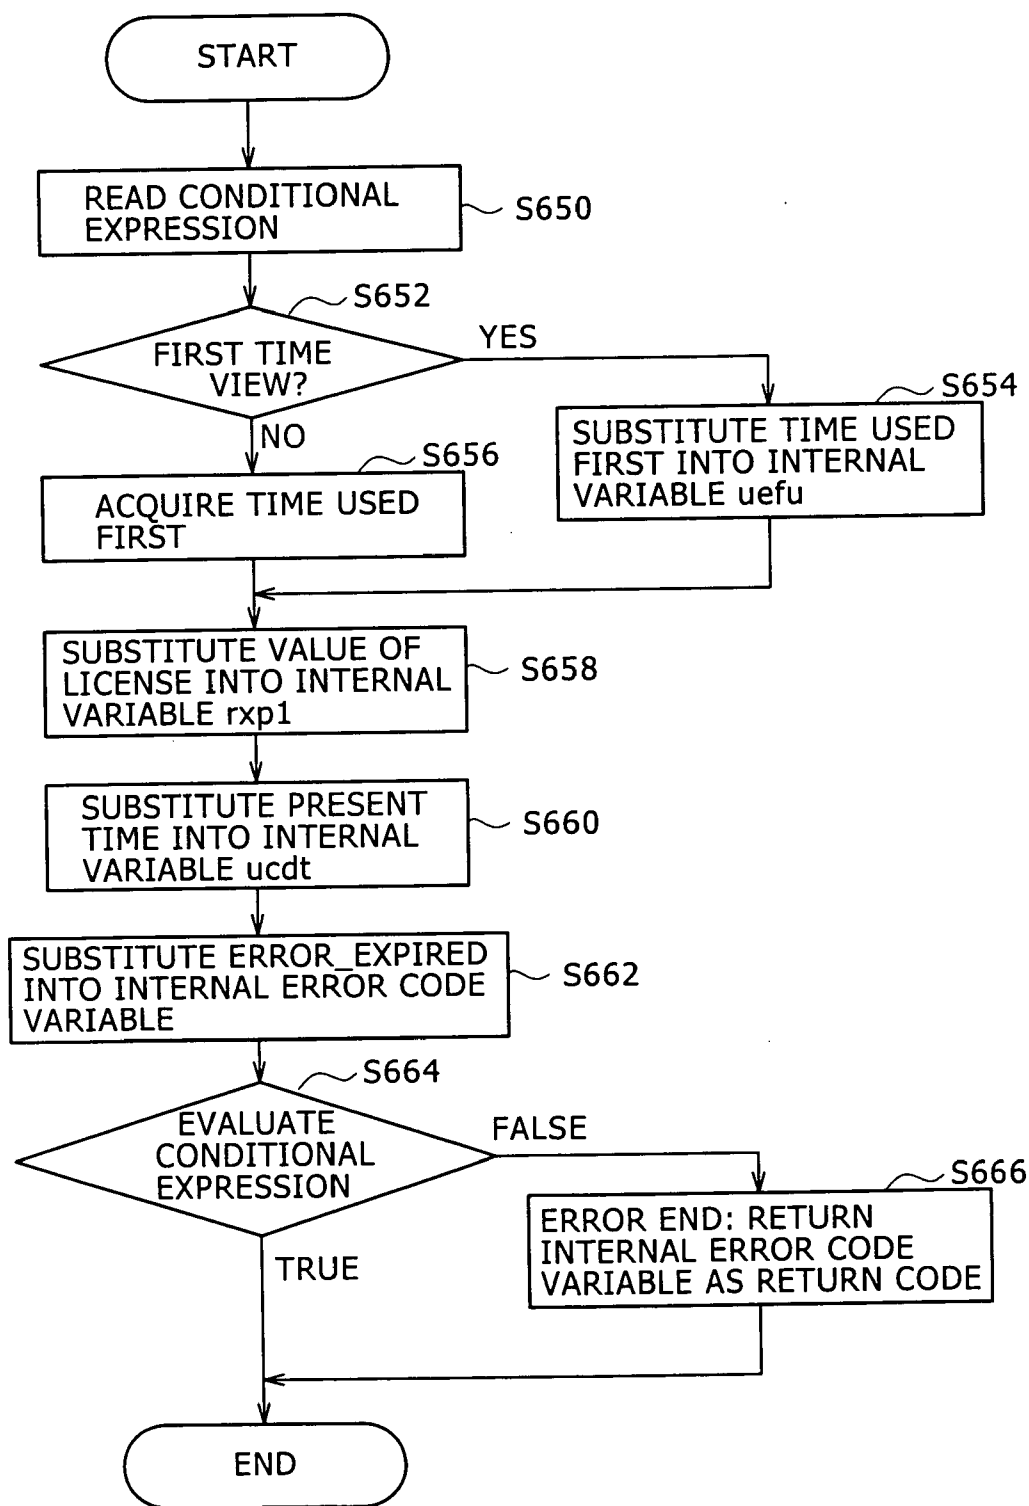 START
READ CONDITIONAL
EXPRESSION
S650
S652
FIRST TIME
VIEW?
YES
NO
S654
SUBSTITUTE TIME USED
FIRST INTO INTERNAL
VARIABLE uefu
S656
ACQUIRE TIME USED
FIRST
SUBSTITUTE VALUE OF
LICENSE INTO INTERNAL
VARIABLE rxp1
S658
SUBSTITUTE PRESENT
TIME INTO INTERNAL
VARIABLE ucdt
S660
SUBSTITUTE ERROR_EXPIRED
INTO INTERNAL ERROR CODE
VARIABLE
S662
S664
EVALUATE
CONDITIONAL
EXPRESSION
FALSE
TRUE
S666
ERROR END: RETURN
INTERNAL ERROR CODE
VARIABLE AS RETURN CODE
END